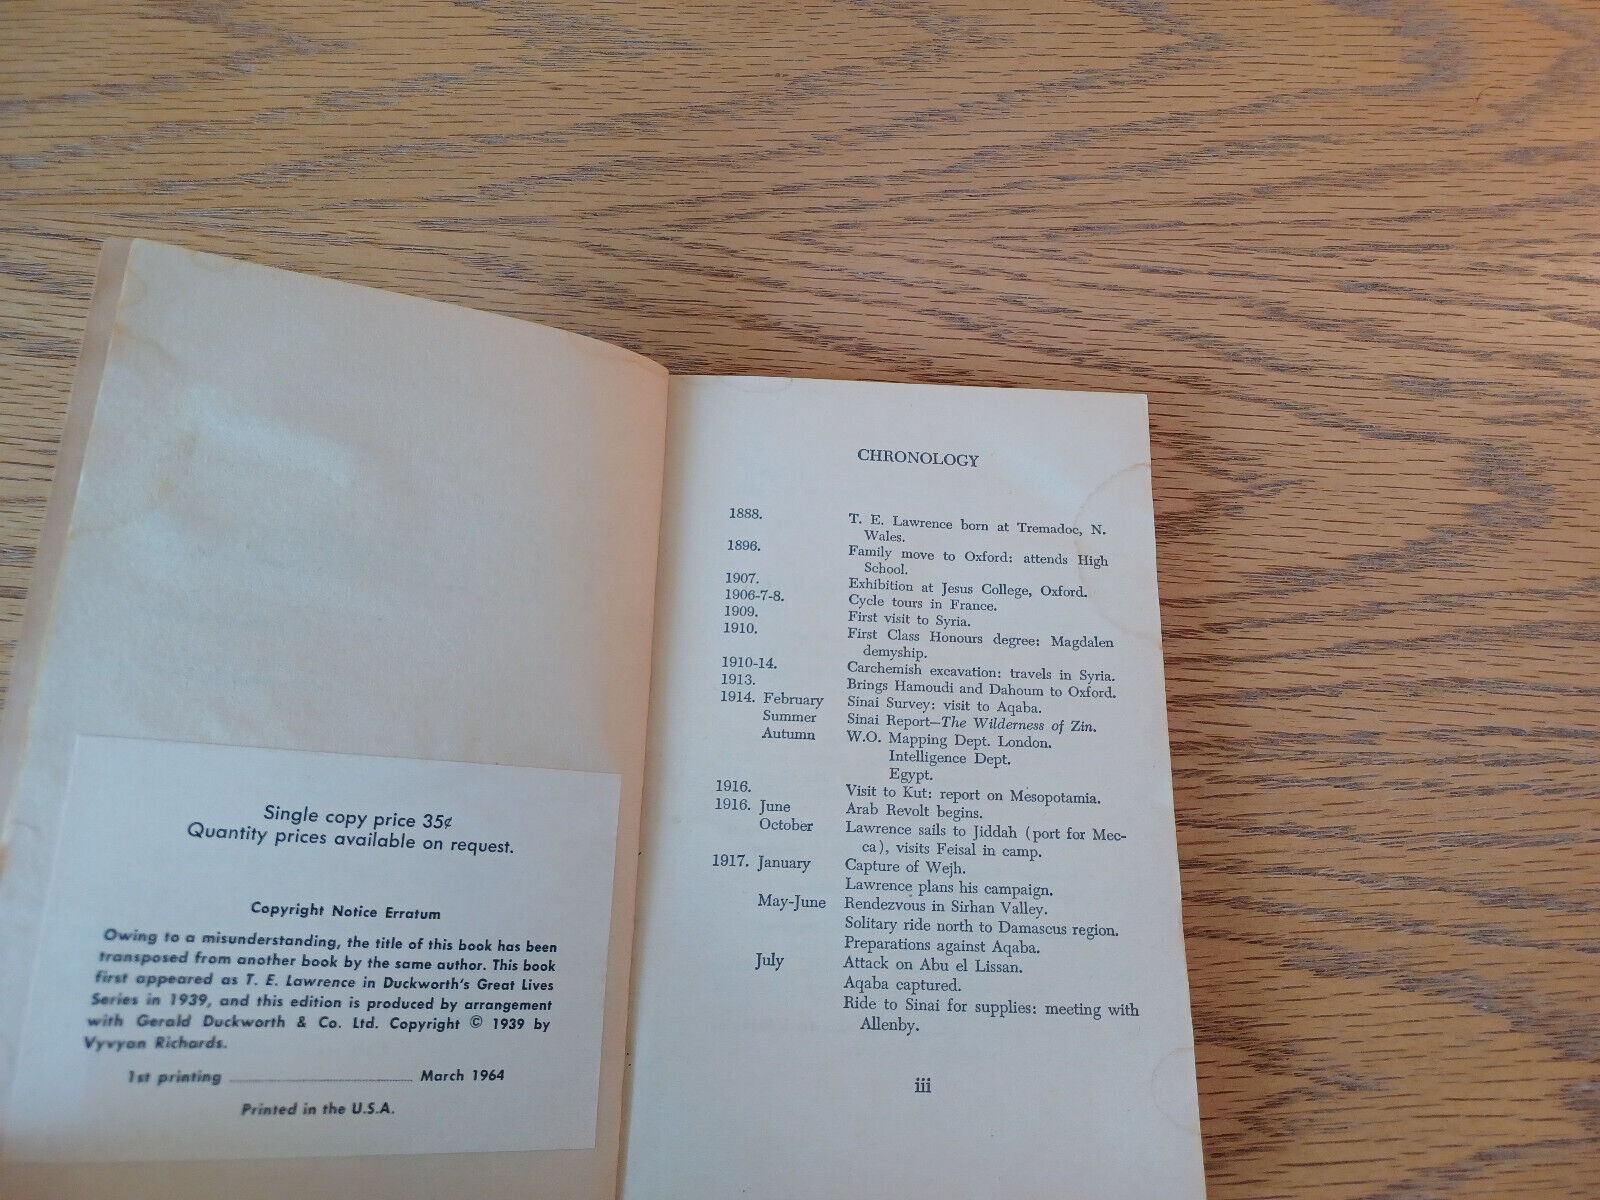 Single copy price 35¢
Quantity prices available on request.
Copyright Notice Erratum
Owing to a misunderstanding, the title of this book has been
transposed from another book by the same author. This book
first appeared as T. E. Lawrence in Duckworth's Great Lives
Series in 1939, and this edition is produced by arrangement
with Gerald Duckworth & Co. Ltd. Copyright © 1939 by
Vyvyan Richards.
1st printing ........................ March 1964
Printed in the U.S.A.
CHRONOLOGY
1888. T. E. Lawrence born at Tremadoc, N.
Wales.
1896. Family move to Oxford: attends High
School.
1907. Exhibition at Jesus College, Oxford.
1906-7-8. Cycle tours in France.
1909. First visit to Syria.
1910. First Class Honours degree: Magdalen
demyship.
1910-14. Carchemish excavation: travels in Syria.
1913. Brings Hamoudi and Dahoum to Oxford.
1914. February Sinai Survey: visit to Aqaba.
Summer Sinai Report—The Wilderness of Zin.
Autumn W.O. Mapping Dept. London.
Intelligence Dept.
Egypt.
1916. Visit to Kut: report on Mesopotamia.
1916. June Arab Revolt begins.
October Lawrence sails to Jiddah (port for Mec-
ca), visits Feisal in camp.
1917. January Capture of Wejh.
Lawrence plans his campaign.
May-June Rendezvous in Sirhan Valley.
Solitary ride north to Damascus region.
Preparations against Aqaba.
July Attack on Abu el Lissan.
Aqaba captured.
Ride to Sinai for supplies: meeting with
Allenby.
iii